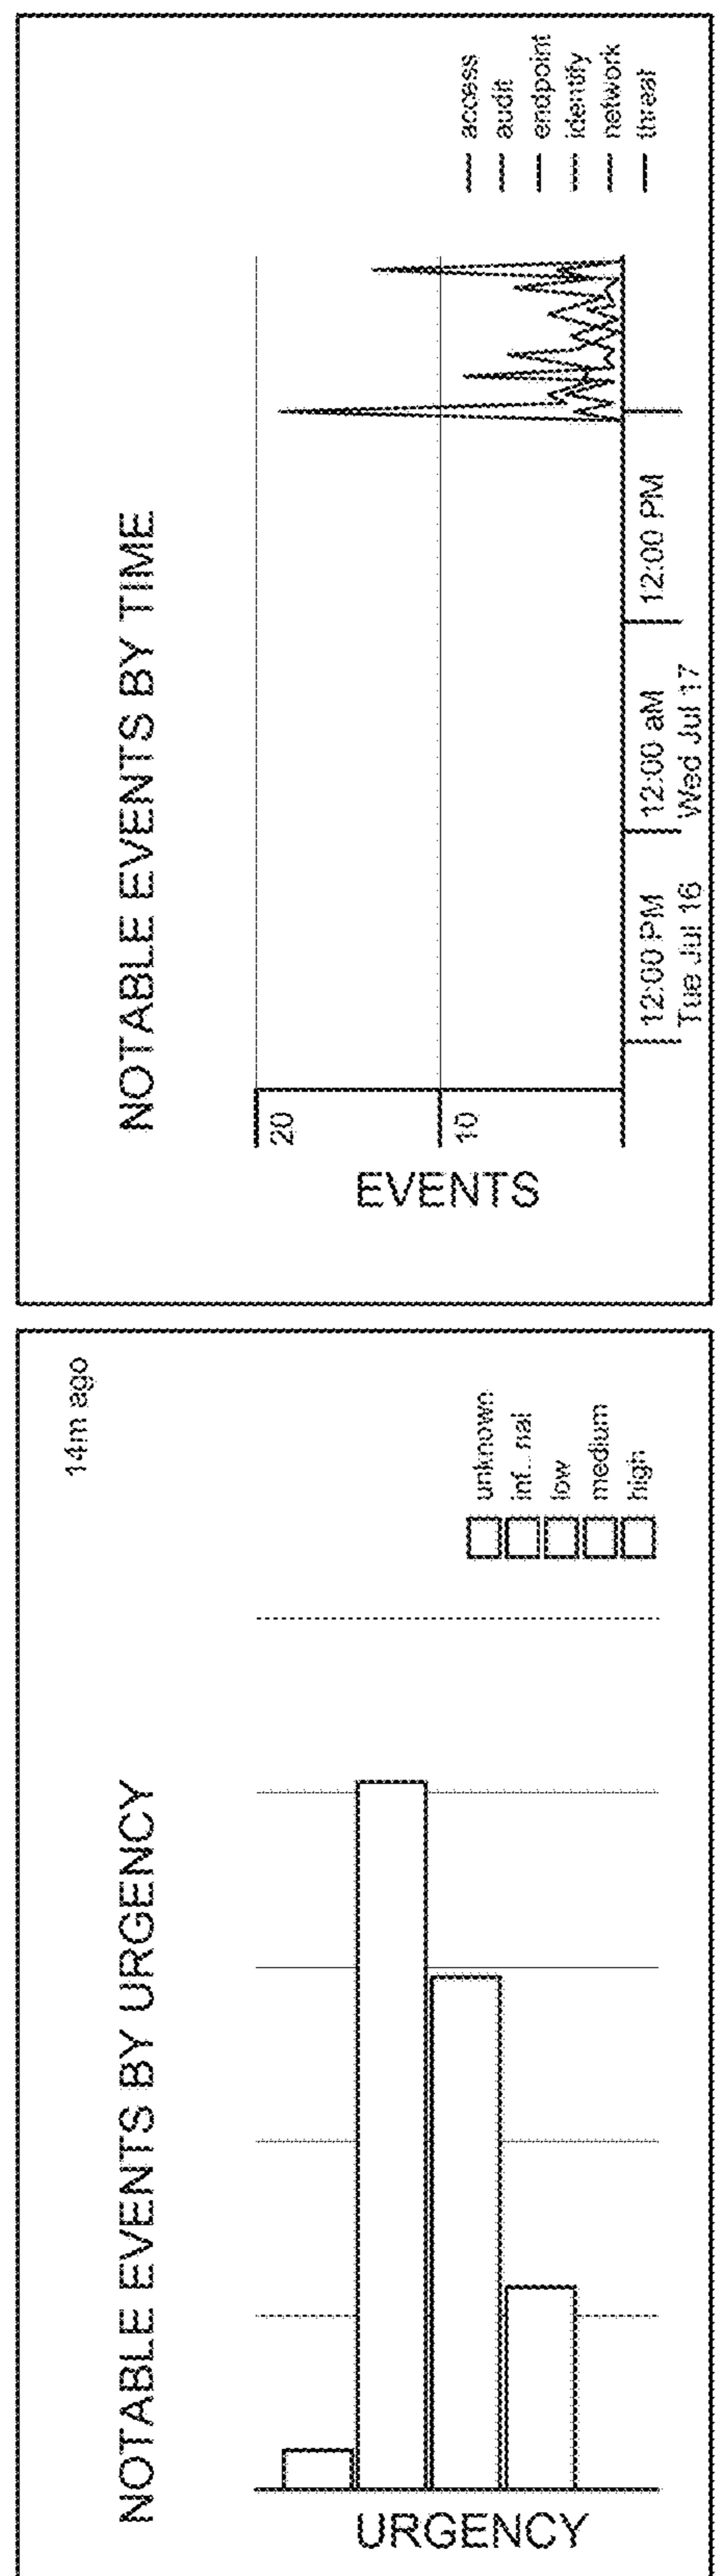 NOTABLE EVENTS BY URGENCY
14m ago
URGENCY
unknown
inf...nal
low
medium
high
NOTABLE EVENTS BY TIME
EVENTS
20
10
12:00 PM
Tue Jul 16
12:00 aM
Wed Jul 17
12:00 PM
access
audit
endpoint
identify
network
threat